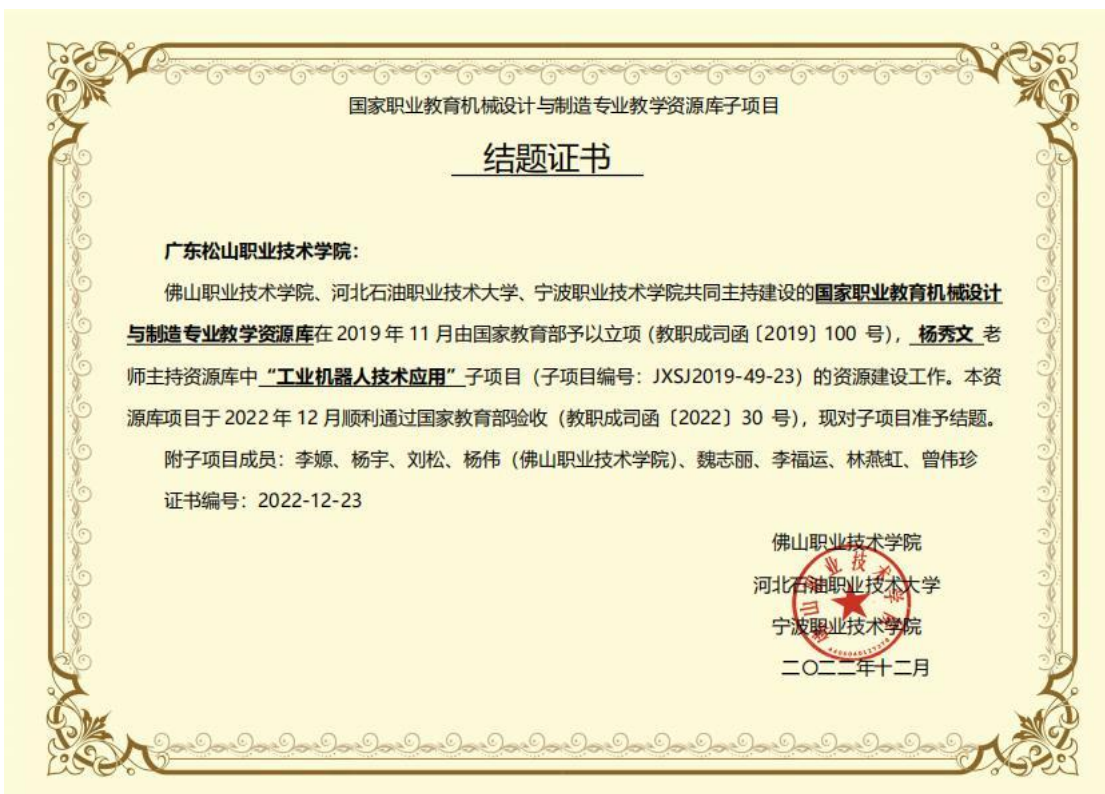 国家职业教育机械设计与制造专业教学资源库子项目
结题证书
广东松山职业技术学院：
佛山职业技术学院、河北石油职业技术大学、宁波职业技术学院共同主持建设的国家职业教育机械设计
与制造专业教学资源库在 2019 年 11 月由国家教育部予以立项（教职成司函〔2019〕100 号），杨秀文 老
师主持资源库中“工业机器人技术应用”子项目（子项目编号：JXSJ2019-49-23）的资源建设工作。本资
源库项目于 2022 年 12 月顺利通过国家教育部验收（教职成司函〔2022〕30 号），现对子项目准予结题。
附子项目成员：李嫄、杨宇、刘松、杨伟（佛山职业技术学院）、魏志丽、李福运、林燕虹、曾伟珍
证书编号：2022-12-23
佛山职业技术学院
河北石油职业技术大学
宁波职业技术学院
二〇二二年十二月
佛山职业技术学院